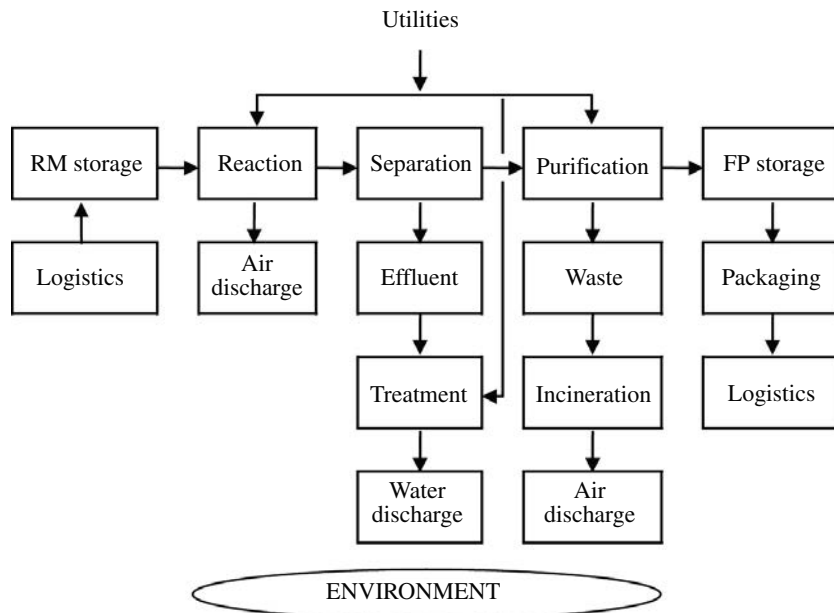 Utilities
RM storage
Reaction
Separation
Purification
FP storage
Logistics
Air
discharge
Effluent
Waste
Packaging
Treatment
Incineration
Logistics
Water
discharge
Air
discharge
ENVIRONMENT